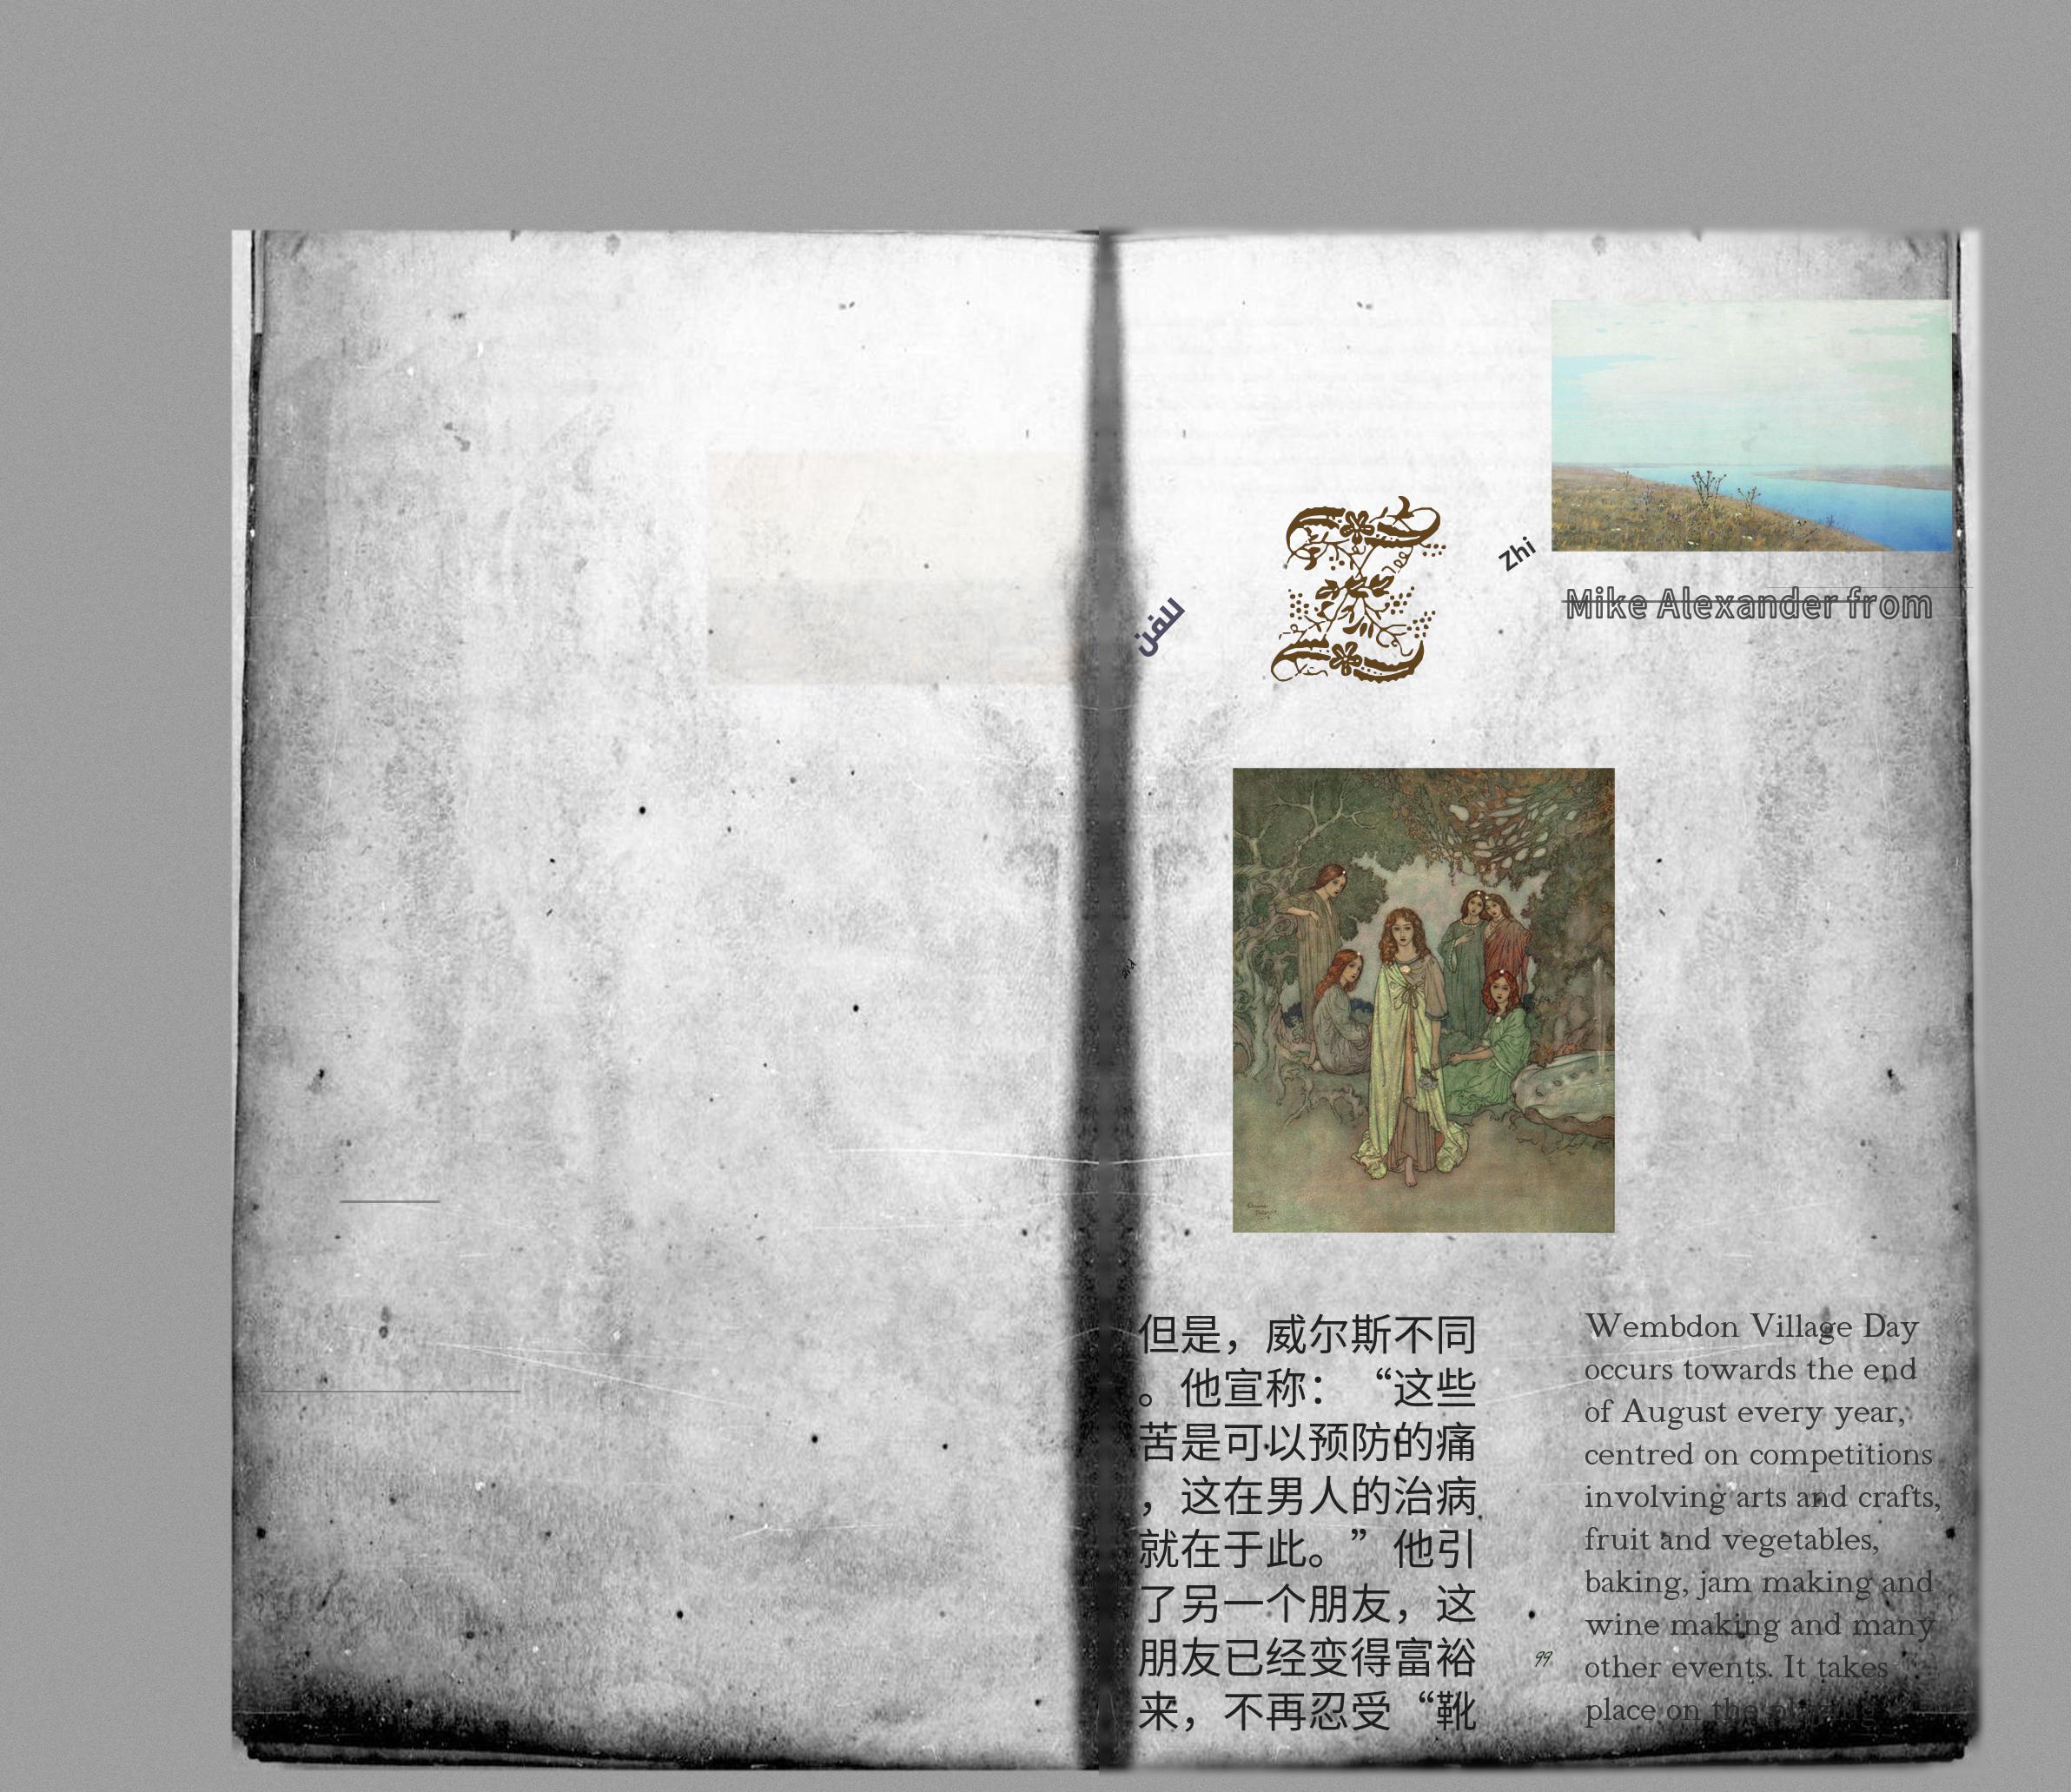 Z
Zhi
للفن
Mike Alexander from
但是，威尔斯不同
。他宣称：“这些
苦是可以预防的痛
，这在男人的治病
就在于此。”他引
了另一个朋友，这
朋友已经变得富裕
来，不再忍受“靴
99
Wembdon Village Day
occurs towards the end
of August every year,
centred on competitions
involving arts and crafts,
fruit and vegetables,
baking, jam making and
wine making and many
other events. It takes
place on the playing